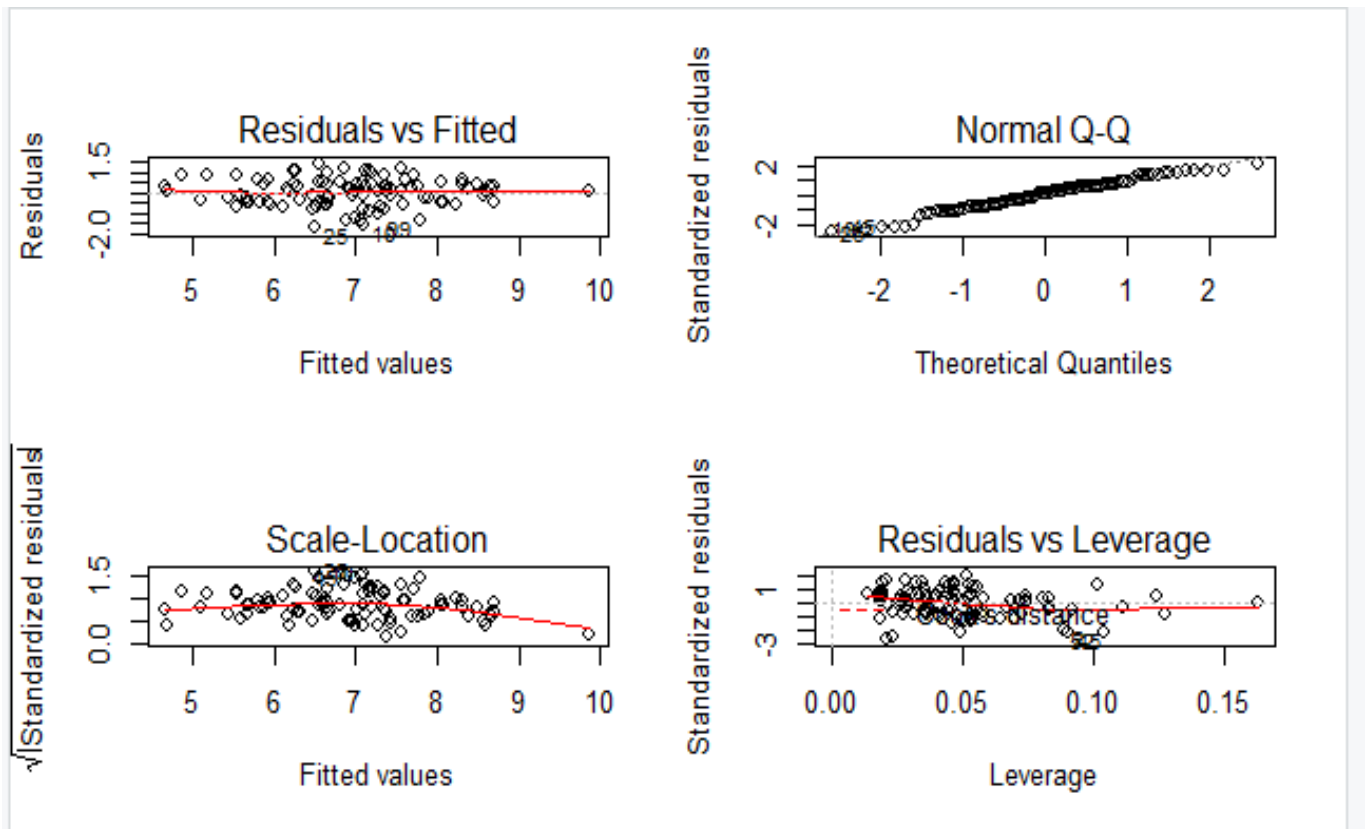 Residuals vs Fitted
Residuals
1.5
-2.0
25
5 6 7 8 9 10
Fitted values
Normal Q-Q
Standardized residuals
2
-2
-2 -1 0 1 2
Theoretical Quantiles
Scale-Location
√|Standardized residuals|
1.5
0.0
5 6 7 8 9 10
Fitted values
Residuals vs Leverage
Standardized residuals
1
-3
distance
0.00 0.05 0.10 0.15
Leverage